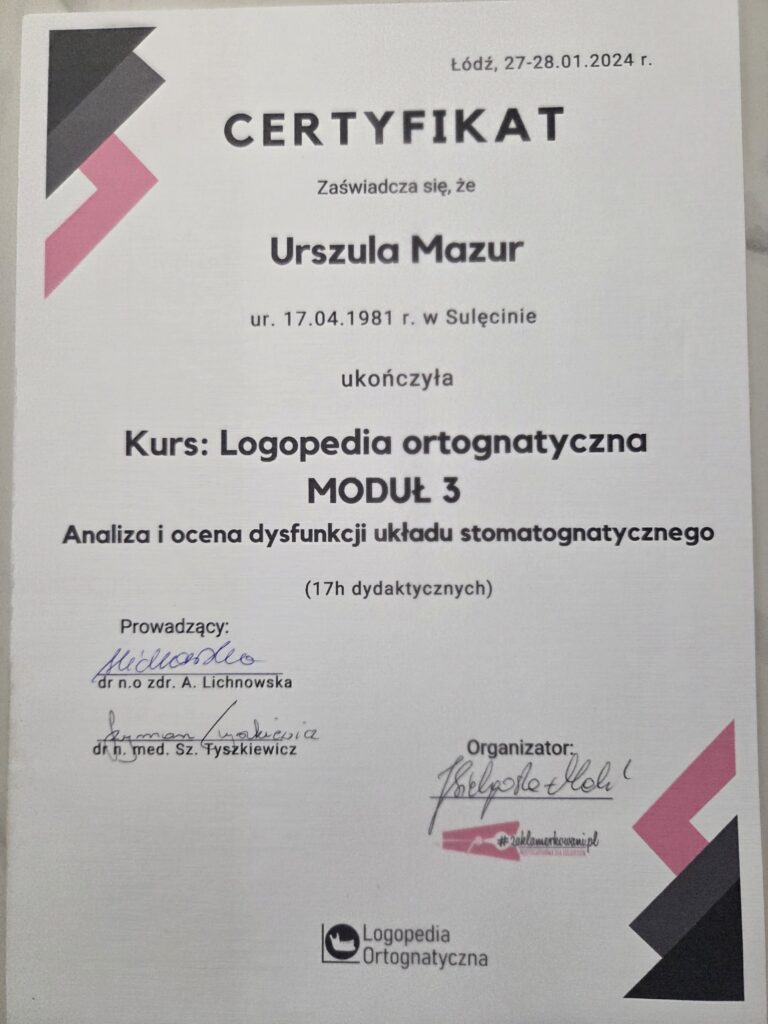 Łódź, 27-28.01.2024 r.
CERTYFIKAT
Zaświadcza się, że
Urszula Mazur
ur. 17.04.1981 r. w Sulęcinie
ukończyła
Kurs: Logopedia ortognatyczna
MODUŁ 3
Analiza i ocena dysfunkcji układu stomatognatycznego
(17h dydaktycznych)
Prowadzący:
dr n.o zdr. A. Lichnowska
dr n. med. Sz. Tyszkiewicz
Organizator:
#zaklamerkowani.pl
Logopedia
Ortognatyczna